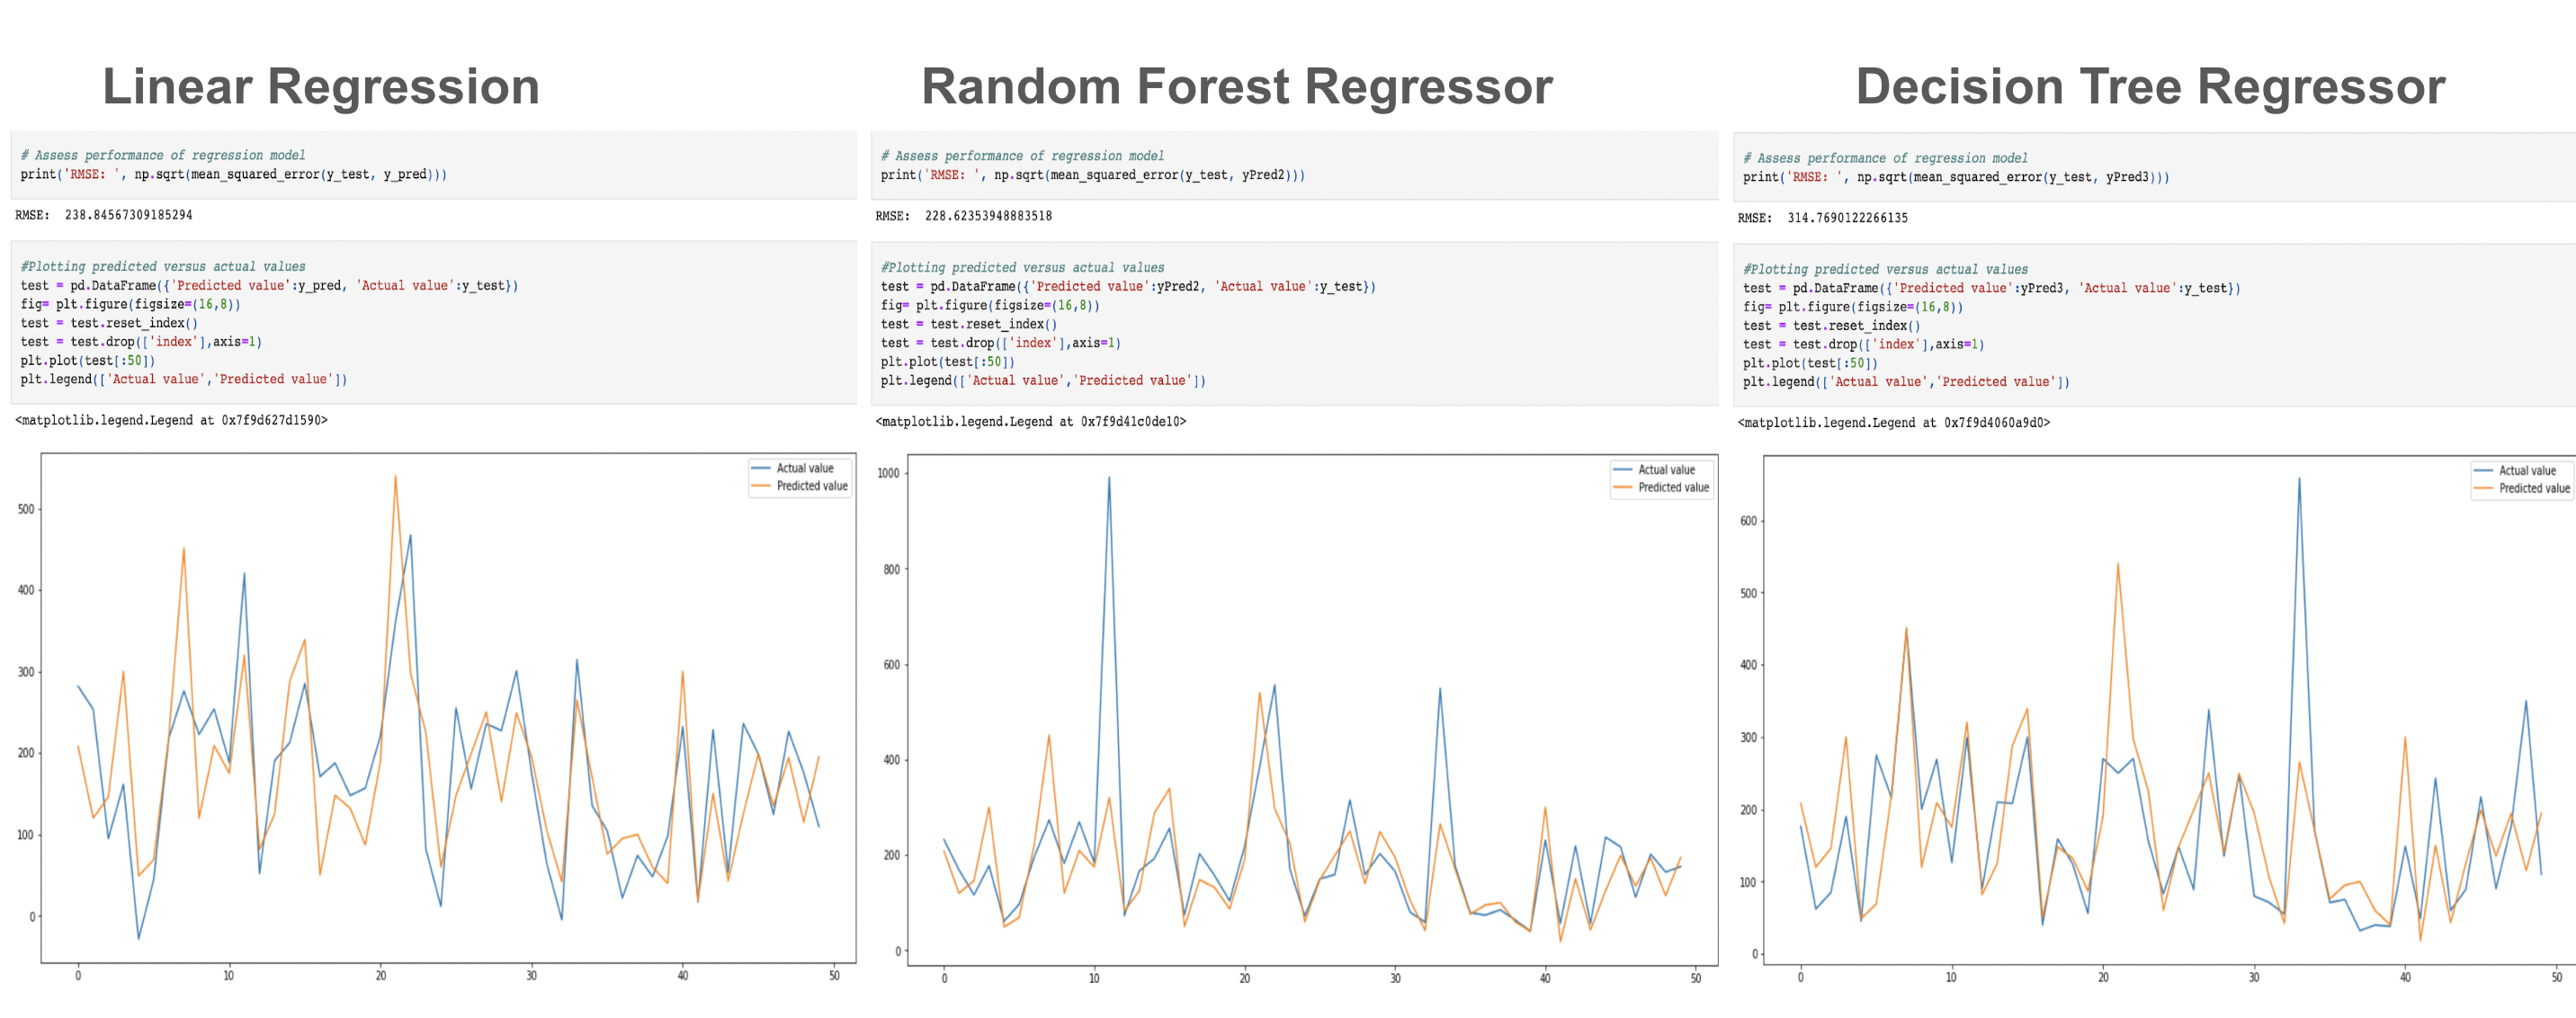 Linear Regression
# Assess performance of regression model
print('RMSE: ', np.sqrt(mean_squared_error(y_test, y_pred)))
RMSE:  238.84567309185294
#Plotting predicted versus actual values
test = pd.DataFrame({'Predicted value':y_pred, 'Actual value':y_test})
fig= plt.figure(figsize=(16,8))
test = test.reset_index()
test = test.drop(['index'],axis=1)
plt.plot(test[:50])
plt.legend(['Actual value','Predicted value'])
<matplotlib.legend.Legend at 0x7f9d627d1590>
Actual value
Predicted value
500
400
300
200
100
0
0 10 20 30 40 50
Random Forest Regressor
# Assess performance of regression model
print('RMSE: ', np.sqrt(mean_squared_error(y_test, yPred2)))
RMSE:  228.62353948883518
#Plotting predicted versus actual values
test = pd.DataFrame({'Predicted value':yPred2, 'Actual value':y_test})
fig= plt.figure(figsize=(16,8))
test = test.reset_index()
test = test.drop(['index'],axis=1)
plt.plot(test[:50])
plt.legend(['Actual value','Predicted value'])
<matplotlib.legend.Legend at 0x7f9d41c0de10>
Actual value
Predicted value
1000
800
600
400
200
0
0 10 20 30 40 50
Decision Tree Regressor
# Assess performance of regression model
print('RMSE: ', np.sqrt(mean_squared_error(y_test, yPred3)))
RMSE:  314.7690122266135
#Plotting predicted versus actual values
test = pd.DataFrame({'Predicted value':yPred3, 'Actual value':y_test})
fig= plt.figure(figsize=(16,8))
test = test.reset_index()
test = test.drop(['index'],axis=1)
plt.plot(test[:50])
plt.legend(['Actual value','Predicted value'])
<matplotlib.legend.Legend at 0x7f9d4060a9d0>
Actual value
Predicted value
600
500
400
300
200
100
0
0 10 20 30 40 50